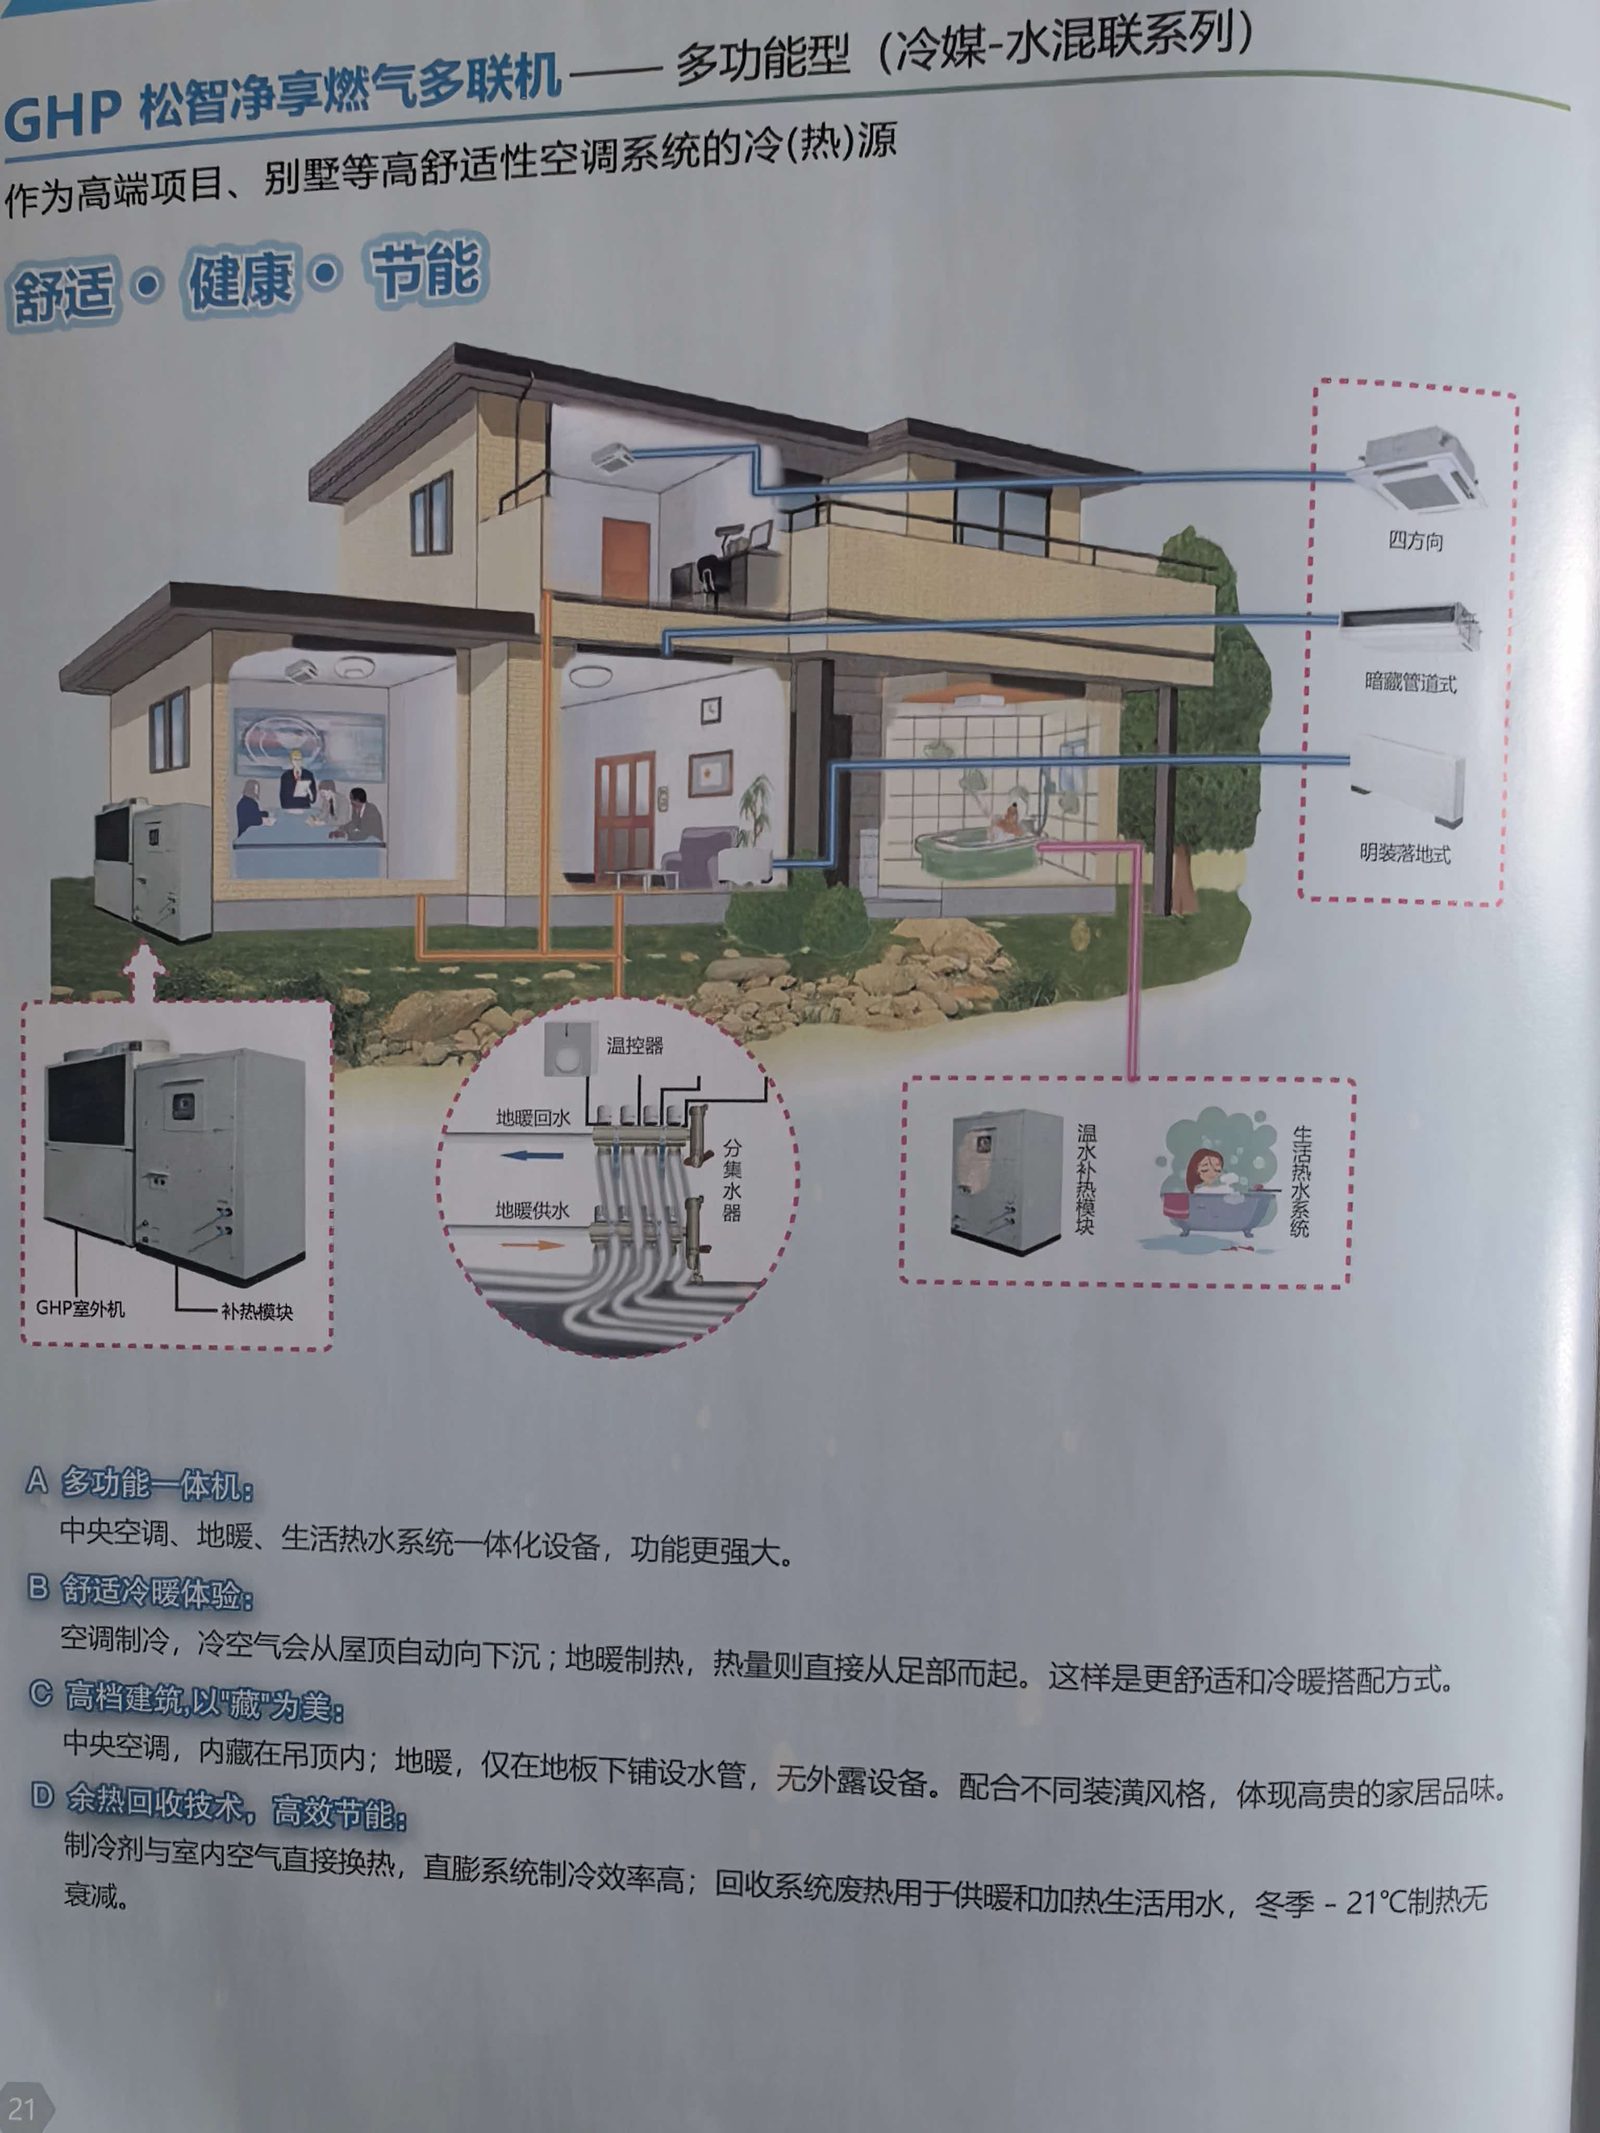 GHP 松智净享燃气多联机——多功能型（冷媒-水混联系列）
作为高端项目、别墅等高舒适性空调系统的冷(热)源
舒适·健康·节能
四方向
暗藏管道式
明装落地式
GHP室外机
补热模块
温控器
地暖回水
地暖供水
分集水器
温水补热模块
生活热水系统
A 多功能一体机:
中央空调、地暖、生活热水系统一体化设备，功能更强大。
B 舒适冷暖体验:
空调制冷，冷空气会从屋顶自动向下沉；地暖制热，热量则直接从足部而起。这样是更舒适和冷暖搭配方式。
C 高档建筑,以"藏"为美:
中央空调，内藏在吊顶内；地暖，仅在地板下铺设水管，无外露设备。配合不同装潢风格，体现高贵的家居品味。
D 余热回收技术，高效节能:
制冷剂与室内空气直接换热，直膨系统制冷效率高；回收系统废热用于供暖和加热生活用水，冬季 - 21℃制热无
衰减。
21